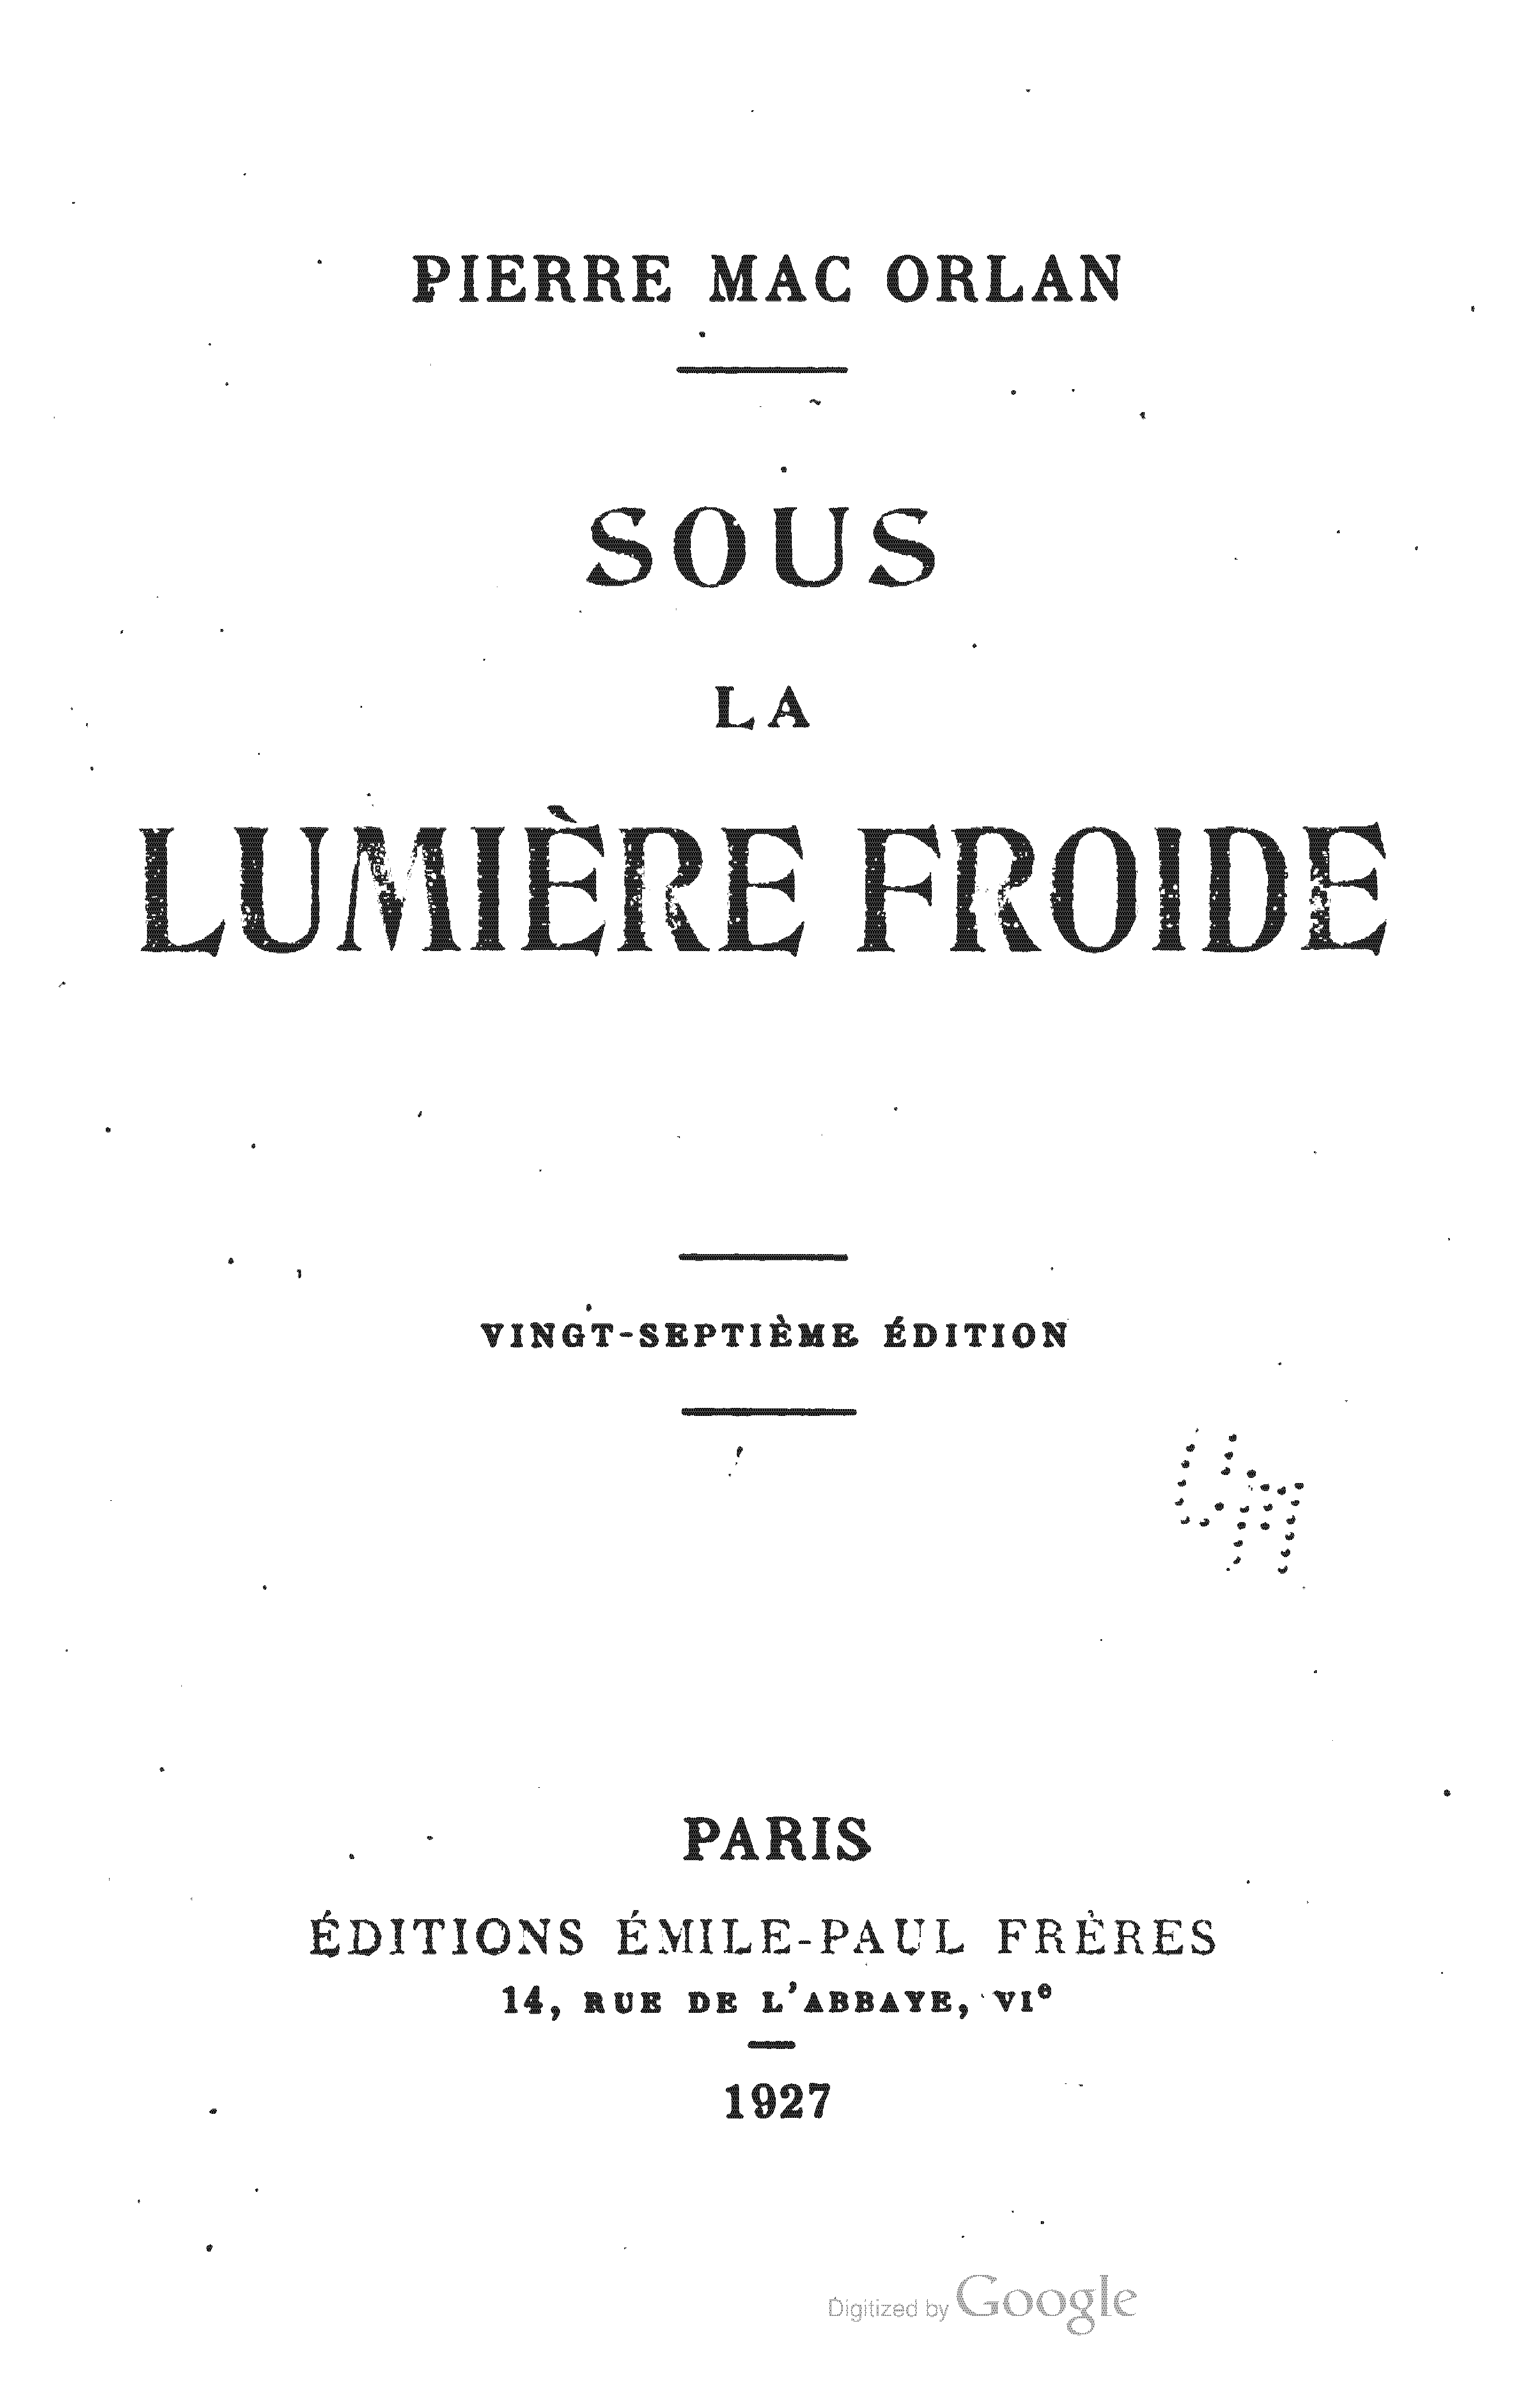 PIERRE MAC ORLAN
SOUS
LA
LUMIÈRE FROIDE
VINGT-SEPTIÈME ÉDITION
PARIS
ÉDITIONS ÉMILE-PAUL FRÈRES
14, RUE DE L'ABBAYE, VIᵉ
1927
Digitized by Google